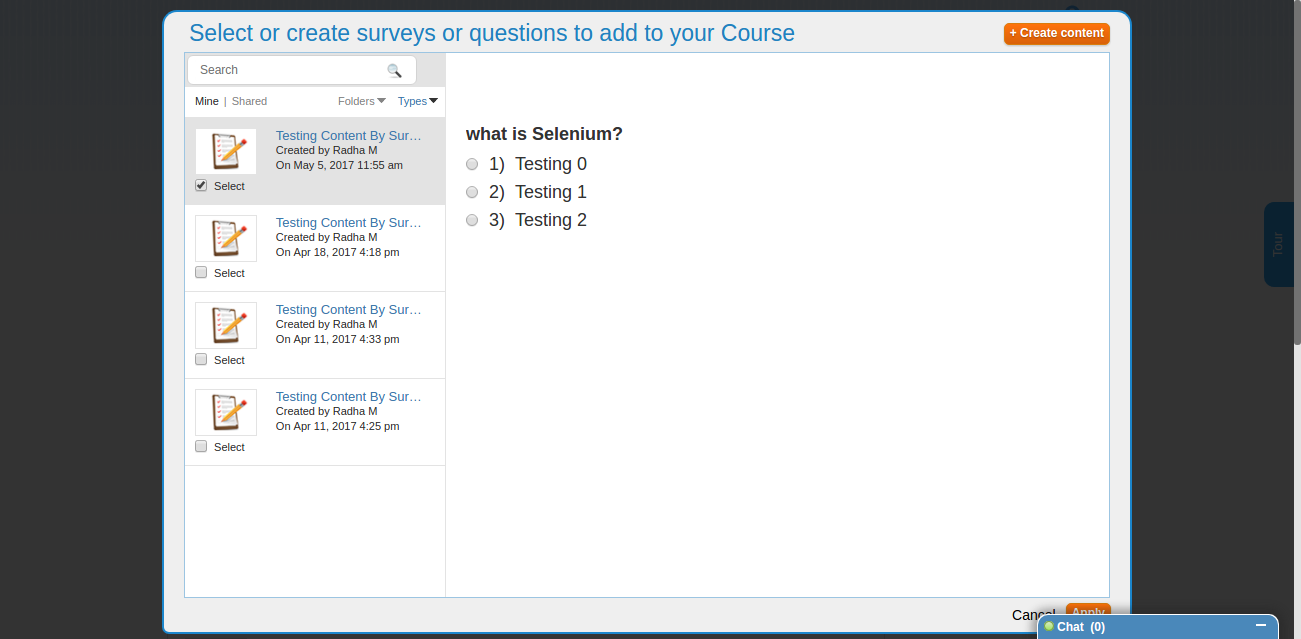 Select or create surveys or questions to add to your Course
+ Create content
Search
Mine | Shared
Folders
Types
Testing Content By Sur…
Created by Radha M
On May 5, 2017 11:55 am
Select
Testing Content By Sur…
Created by Radha M
On Apr 18, 2017 4:18 pm
Select
Testing Content By Sur…
Created by Radha M
On Apr 11, 2017 4:33 pm
Select
Testing Content By Sur…
Created by Radha M
On Apr 11, 2017 4:25 pm
Select
what is Selenium?
1) Testing 0
2) Testing 1
3) Testing 2
Tour
Cancel
Apply
Chat (0)